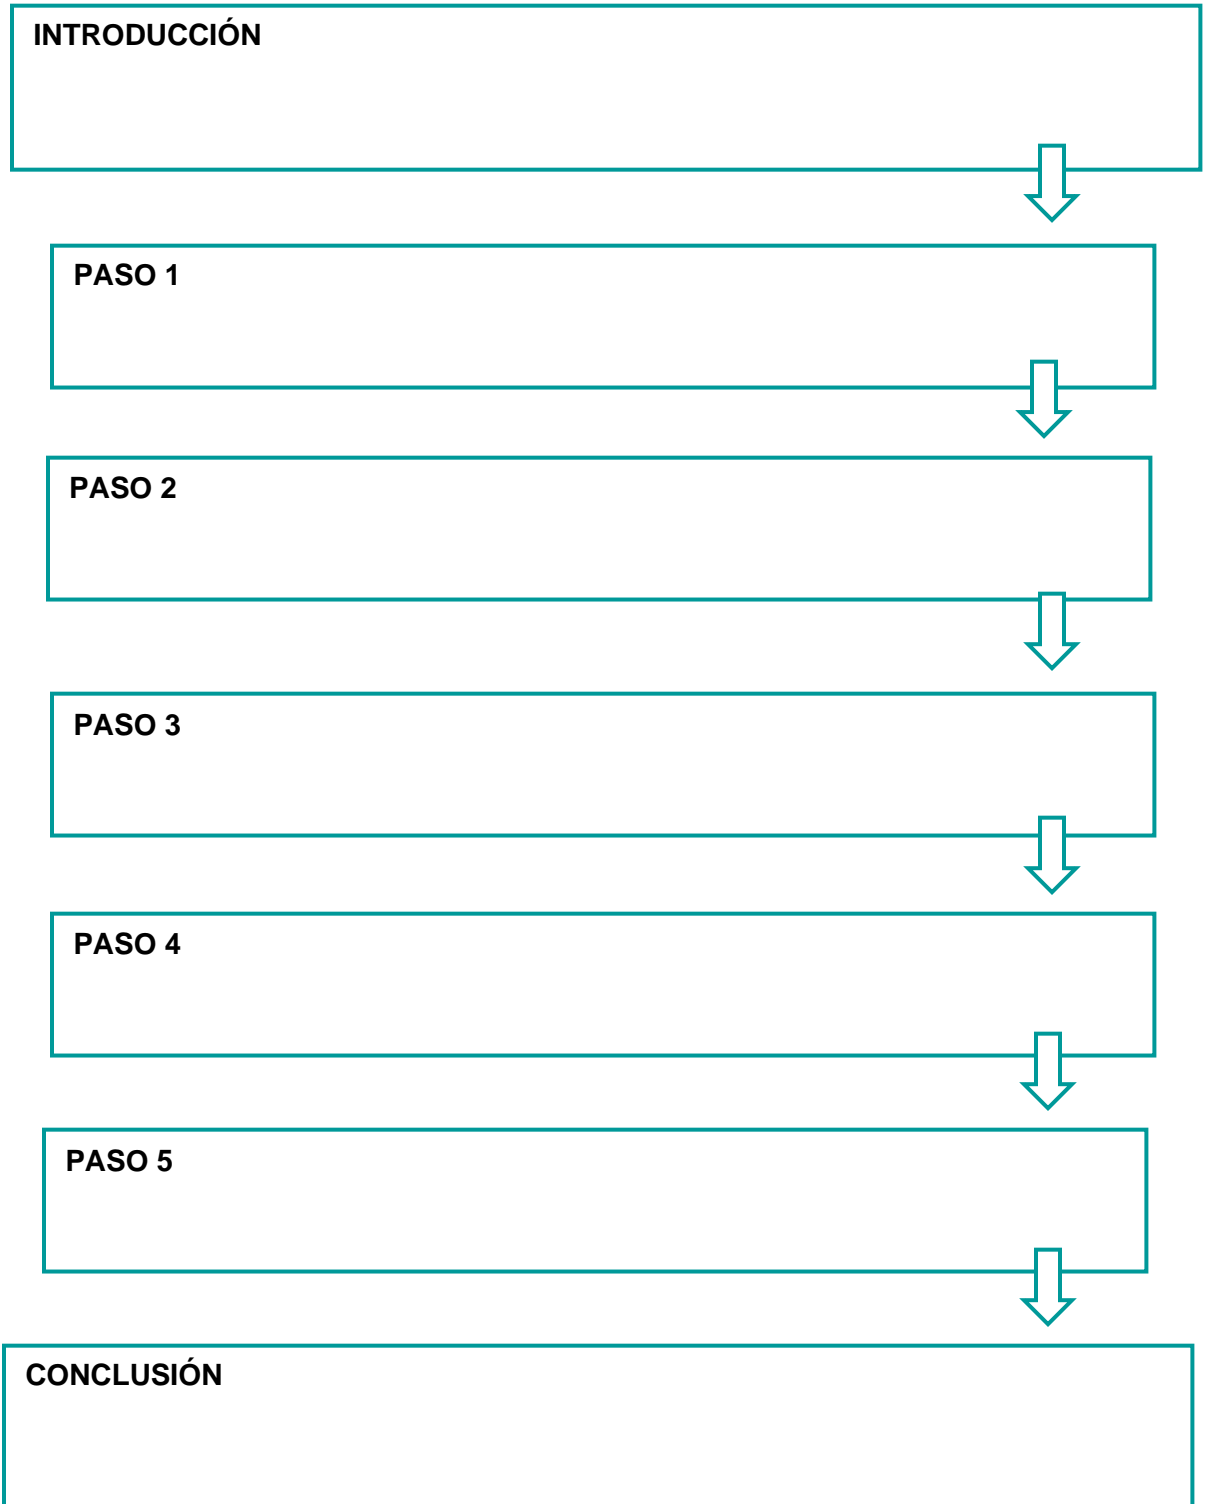 INTRODUCCIÓN
PASO 1
PASO 2
PASO 3
PASO 4
PASO 5
CONCLUSIÓN